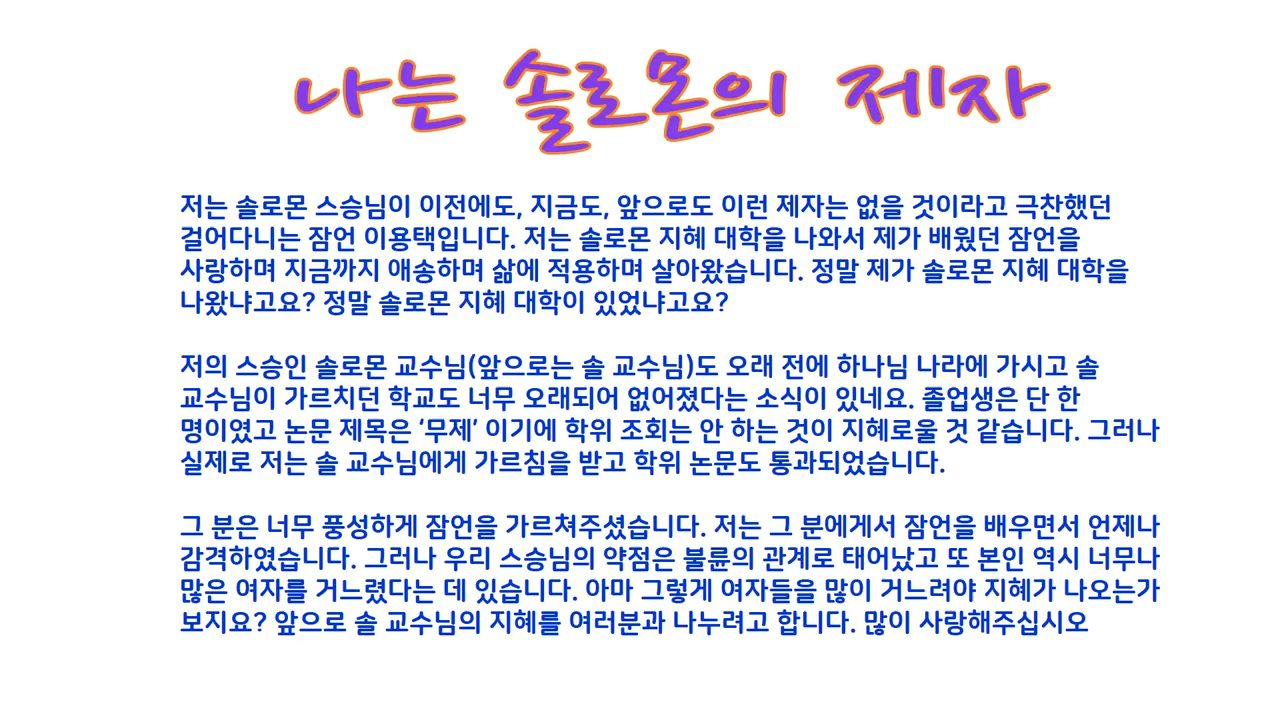 나는 솔로몬의 제자
저는 솔로몬 스승님이 이전에도, 지금도, 앞으로도 이런 제자는 없을 것이라고 극찬했던
걸어다니는 잠언 이용택입니다. 저는 솔로몬 지혜 대학을 나와서 제가 배웠던 잠언을
사랑하며 지금까지 애송하며 삶에 적용하며 살아왔습니다. 정말 제가 솔로몬 지혜 대학을
나왔냐고요? 정말 솔로몬 지혜 대학이 있었냐고요?
저의 스승인 솔로몬 교수님(앞으로는 솔 교수님)도 오래 전에 하나님 나라에 가시고 솔
교수님이 가르치던 학교도 너무 오래되어 없어졌다는 소식이 있네요. 졸업생은 단 한
명이였고 논문 제목은 ‘무제’ 이기에 학위 조회는 안 하는 것이 지혜로울 것 같습니다. 그러나
실제로 저는 솔 교수님에게 가르침을 받고 학위 논문도 통과되었습니다.
그 분은 너무 풍성하게 잠언을 가르쳐주셨습니다. 저는 그 분에게서 잠언을 배우면서 언제나
감격하였습니다. 그러나 우리 스승님의 약점은 불륜의 관계로 태어났고 또 본인 역시 너무나
많은 여자를 거느렸다는 데 있습니다. 아마 그렇게 여자들을 많이 거느려야 지혜가 나오는가
보지요? 앞으로 솔 교수님의 지혜를 여러분과 나누려고 합니다. 많이 사랑해주십시오